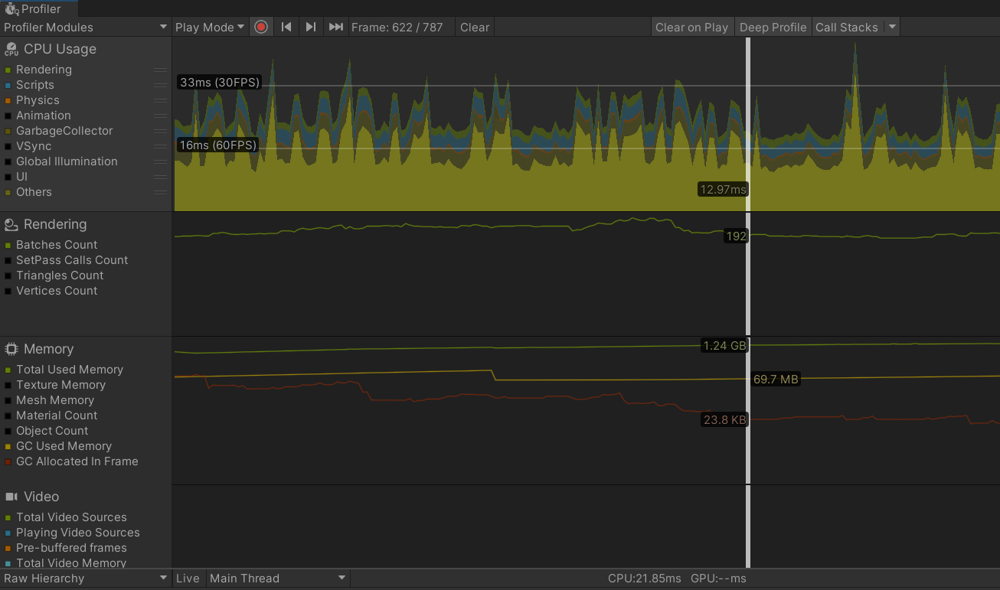 Profiler
Profiler Modules
Play Mode
Frame: 622 / 787
Clear
Clear on Play
Deep Profile
Call Stacks
CPU Usage
CPU
Rendering
Scripts
Physics
Animation
GarbageCollector
VSync
Global Illumination
UI
Others
33ms (30FPS)
16ms (60FPS)
12.97ms
Rendering
Batches Count
SetPass Calls Count
Triangles Count
Vertices Count
192
Memory
Total Used Memory
Texture Memory
Mesh Memory
Material Count
Object Count
GC Used Memory
GC Allocated In Frame
1.24 GB
69.7 MB
23.8 KB
Video
Total Video Sources
Playing Video Sources
Pre-buffered frames
Total Video Memory
Raw Hierarchy
Live
Main Thread
CPU:21.85ms GPU:--ms